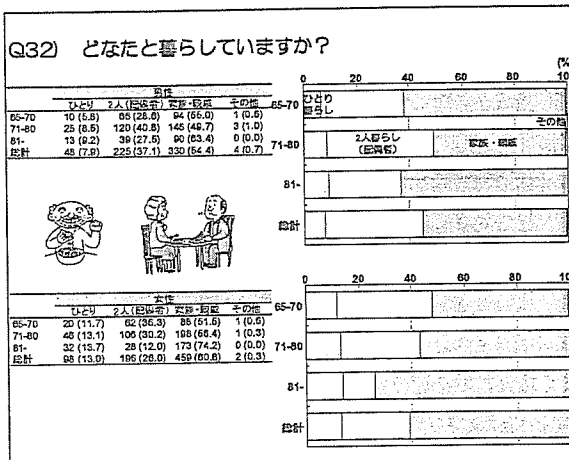 Q32) どなたと暮らしていますか？
男性
ひとり 2人(配偶者) 家族・親戚 その他
65-70 10 (5.8) 66 (38.6) 94 (55.0) 1 (0.6)
71-80 25 (8.5) 120 (40.8) 146 (49.7) 3 (1.0)
81- 13 (9.2) 39 (27.5) 90 (63.4) 0 (0.0)
総計 48 (7.9) 225 (37.1) 330 (54.4) 4 (0.7)
(%
0 20 40 60 80 100
65-70 ひとり暮らし
その他
71-80 2人暮らし(配偶者) 家族・親戚
81-
総計
女性
ひとり 2人(配偶者) 家族・親戚 その他
65-70 20 (11.7) 62 (36.3) 88 (51.5) 1 (0.6)
71-80 46 (13.1) 106 (30.2) 198 (56.4) 1 (0.3)
81- 32 (13.7) 28 (12.0) 173 (74.2) 0 (0.0)
総計 98 (13.0) 196 (26.0) 459 (60.8) 2 (0.3)
0 20 40 60 80 100
65-70
71-80
81-
総計